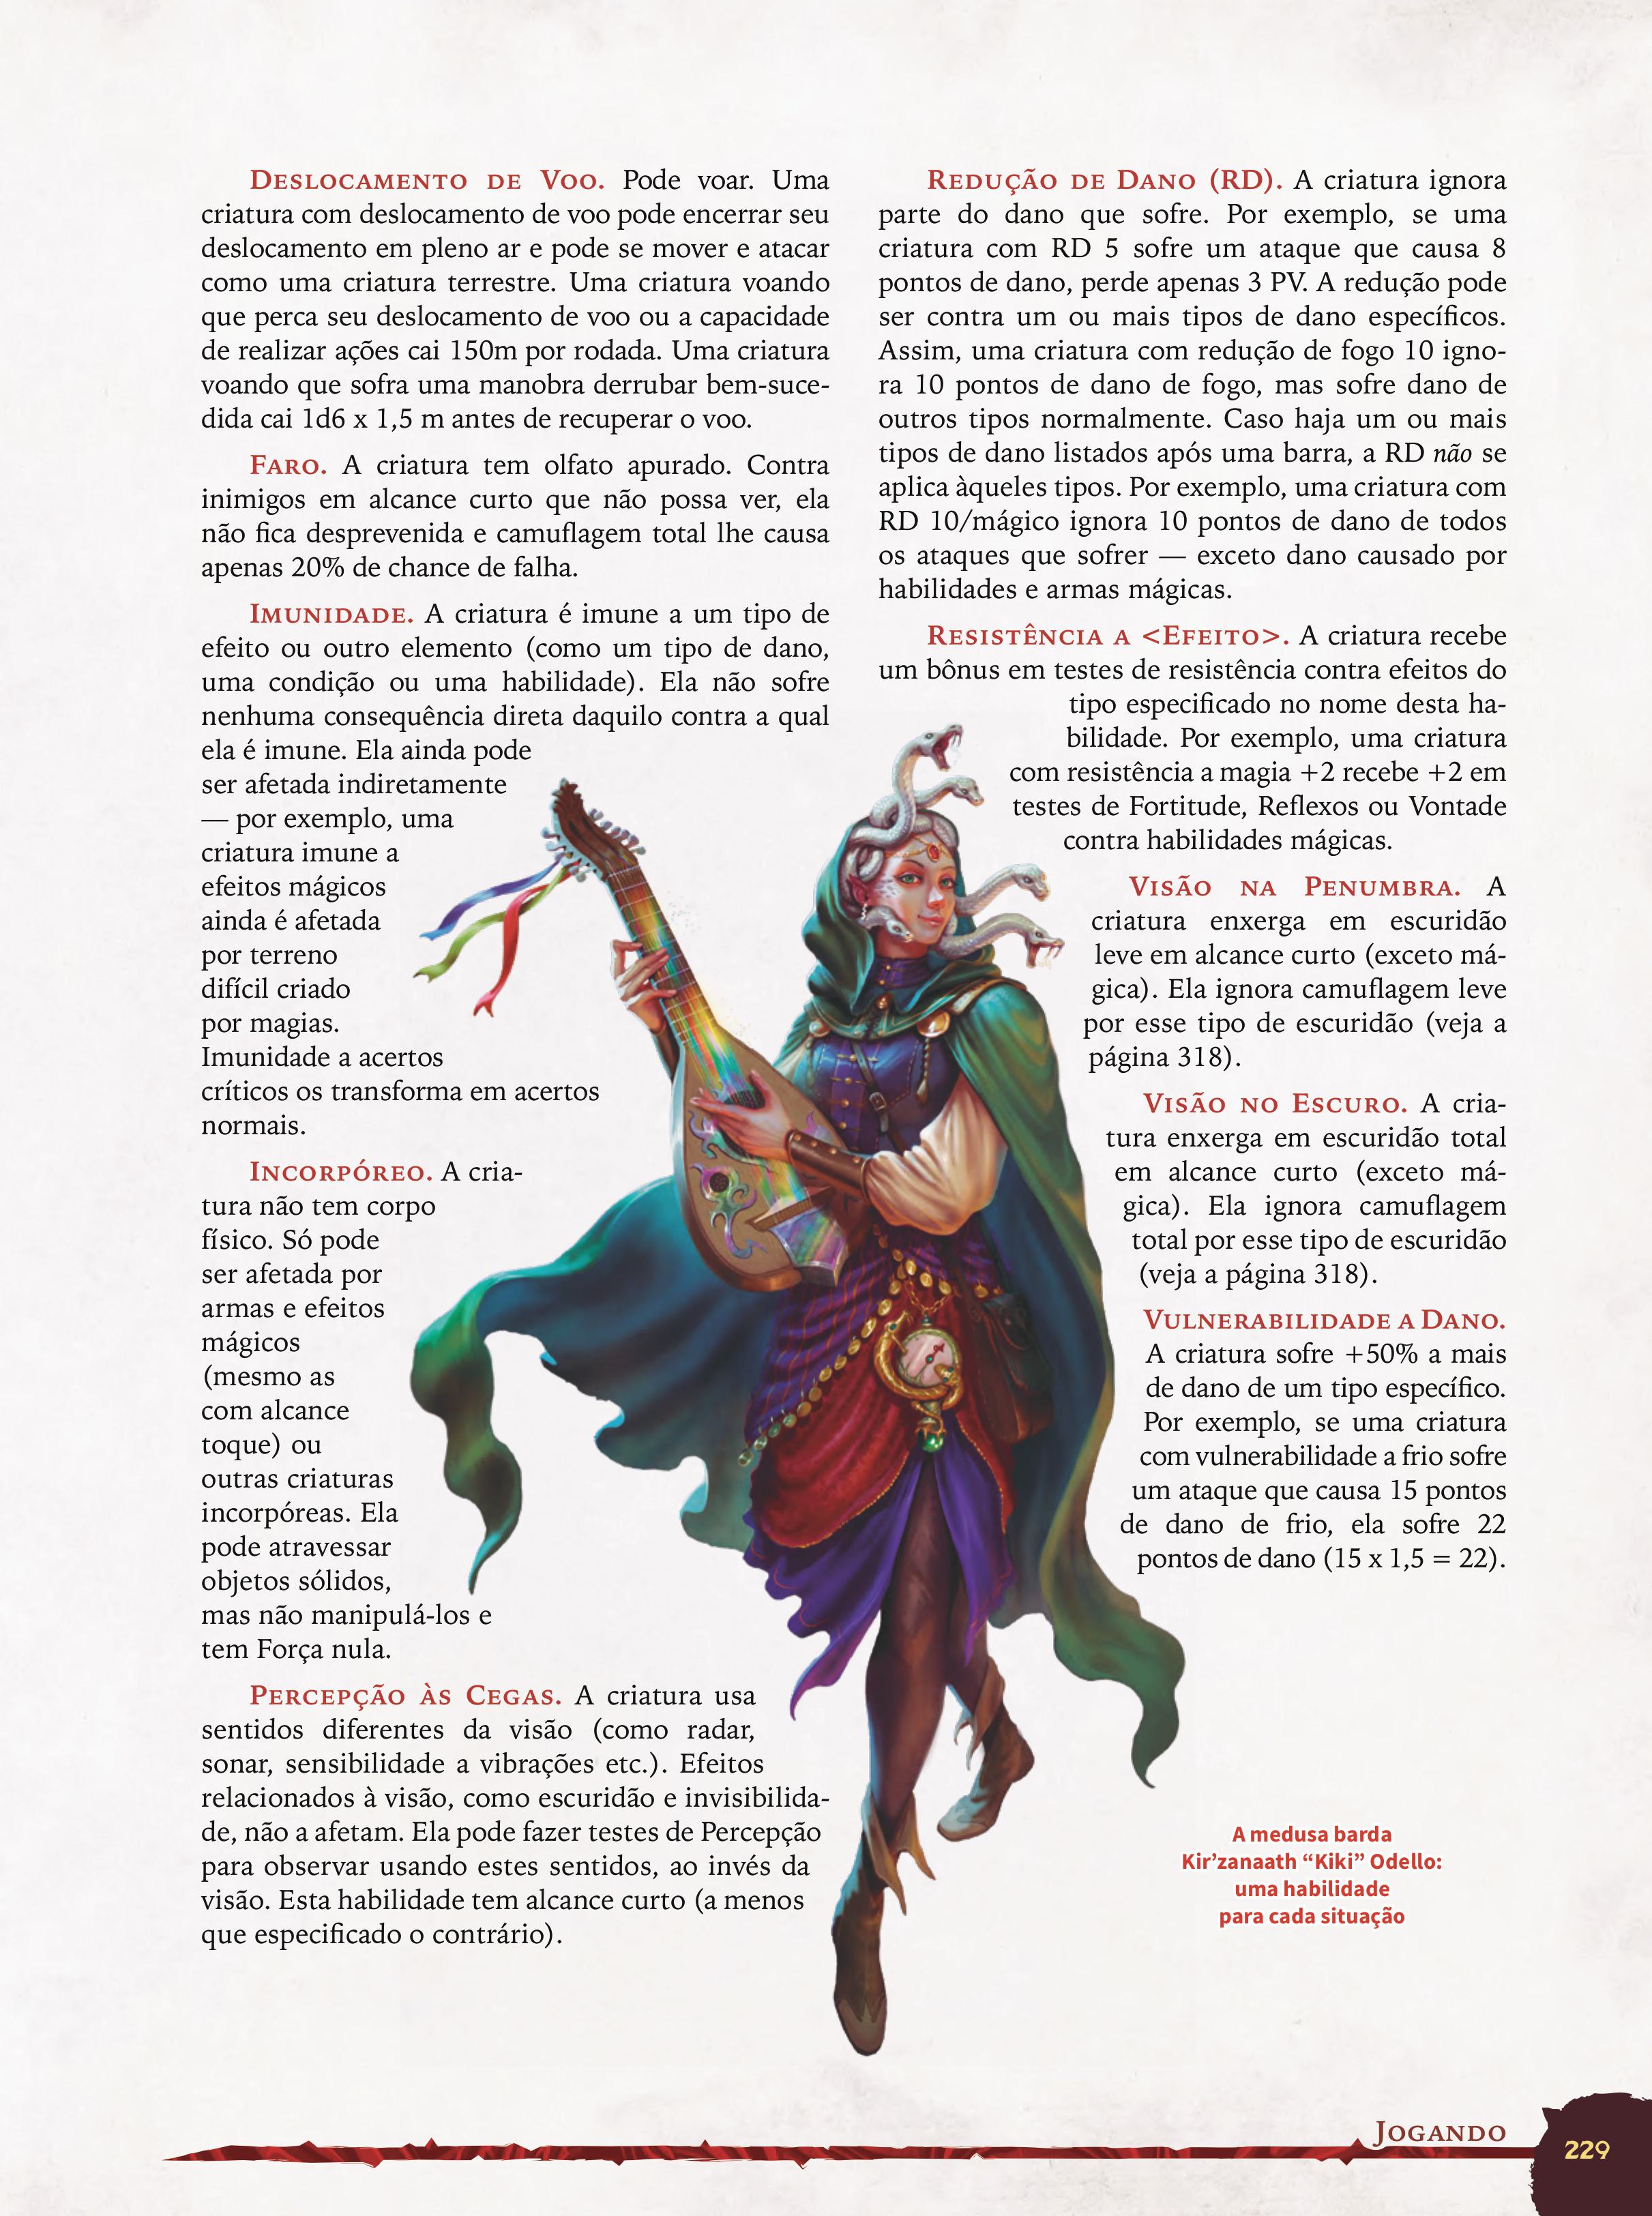 Deslocamento de Voo. Pode voar. Uma
criatura com deslocamento de voo pode encerrar seu
deslocamento em pleno ar e pode se mover e atacar
como uma criatura terrestre. Uma criatura voando
que perca seu deslocamento de voo ou a capacidade
de realizar ações cai 150m por rodada. Uma criatura
voando que sofra uma manobra derrubar bem-suce-
dida cai 1d6 x 1,5 m antes de recuperar o voo.
Faro. A criatura tem olfato apurado. Contra
inimigos em alcance curto que não possa ver, ela
não fica desprevenida e camuflagem total lhe causa
apenas 20% de chance de falha.
Imunidade. A criatura é imune a um tipo de
efeito ou outro elemento (como um tipo de dano,
uma condição ou uma habilidade). Ela não sofre
nenhuma consequência direta daquilo contra a qual
ela é imune. Ela ainda pode
ser afetada indiretamente
— por exemplo, uma
criatura imune a
efeitos mágicos
ainda é afetada
por terreno
difícil criado
por magias.
Imunidade a acertos
críticos os transforma em acertos
normais.
Incorpóreo. A cria-
tura não tem corpo
físico. Só pode
ser afetada por
armas e efeitos
mágicos
(mesmo as
com alcance
toque) ou
outras criaturas
incorpóreas. Ela
pode atravessar
objetos sólidos,
mas não manipulá-los e
tem Força nula.
Percepção às Cegas. A criatura usa
sentidos diferentes da visão (como radar,
sonar, sensibilidade a vibrações etc.). Efeitos
relacionados à visão, como escuridão e invisibilida-
de, não a afetam. Ela pode fazer testes de Percepção
para observar usando estes sentidos, ao invés da
visão. Esta habilidade tem alcance curto (a menos
que especificado o contrário).
Redução de Dano (RD). A criatura ignora
parte do dano que sofre. Por exemplo, se uma
criatura com RD 5 sofre um ataque que causa 8
pontos de dano, perde apenas 3 PV. A redução pode
ser contra um ou mais tipos de dano específicos.
Assim, uma criatura com redução de fogo 10 igno-
ra 10 pontos de dano de fogo, mas sofre dano de
outros tipos normalmente. Caso haja um ou mais
tipos de dano listados após uma barra, a RD não se
aplica àqueles tipos. Por exemplo, uma criatura com
RD 10/mágico ignora 10 pontos de dano de todos
os ataques que sofrer — exceto dano causado por
habilidades e armas mágicas.
Resistência a <Efeito>. A criatura recebe
um bônus em testes de resistência contra efeitos do
tipo especificado no nome desta ha-
bilidade. Por exemplo, uma criatura
com resistência a magia +2 recebe +2 em
testes de Fortitude, Reflexos ou Vontade
contra habilidades mágicas.
Visão na Penumbra. A
criatura enxerga em escuridão
leve em alcance curto (exceto má-
gica). Ela ignora camuflagem leve
por esse tipo de escuridão (veja a
página 318).
Visão no Escuro. A cria-
tura enxerga em escuridão total
em alcance curto (exceto má-
gica). Ela ignora camuflagem
total por esse tipo de escuridão
(veja a página 318).
Vulnerabilidade a Dano.
A criatura sofre +50% a mais
de dano de um tipo específico.
Por exemplo, se uma criatura
com vulnerabilidade a frio sofre
um ataque que causa 15 pontos
de dano de frio, ela sofre 22
pontos de dano (15 x 1,5 = 22).
A medusa barda
Kir’zanaath “Kiki” Odello:
uma habilidade
para cada situação
Jogando
229